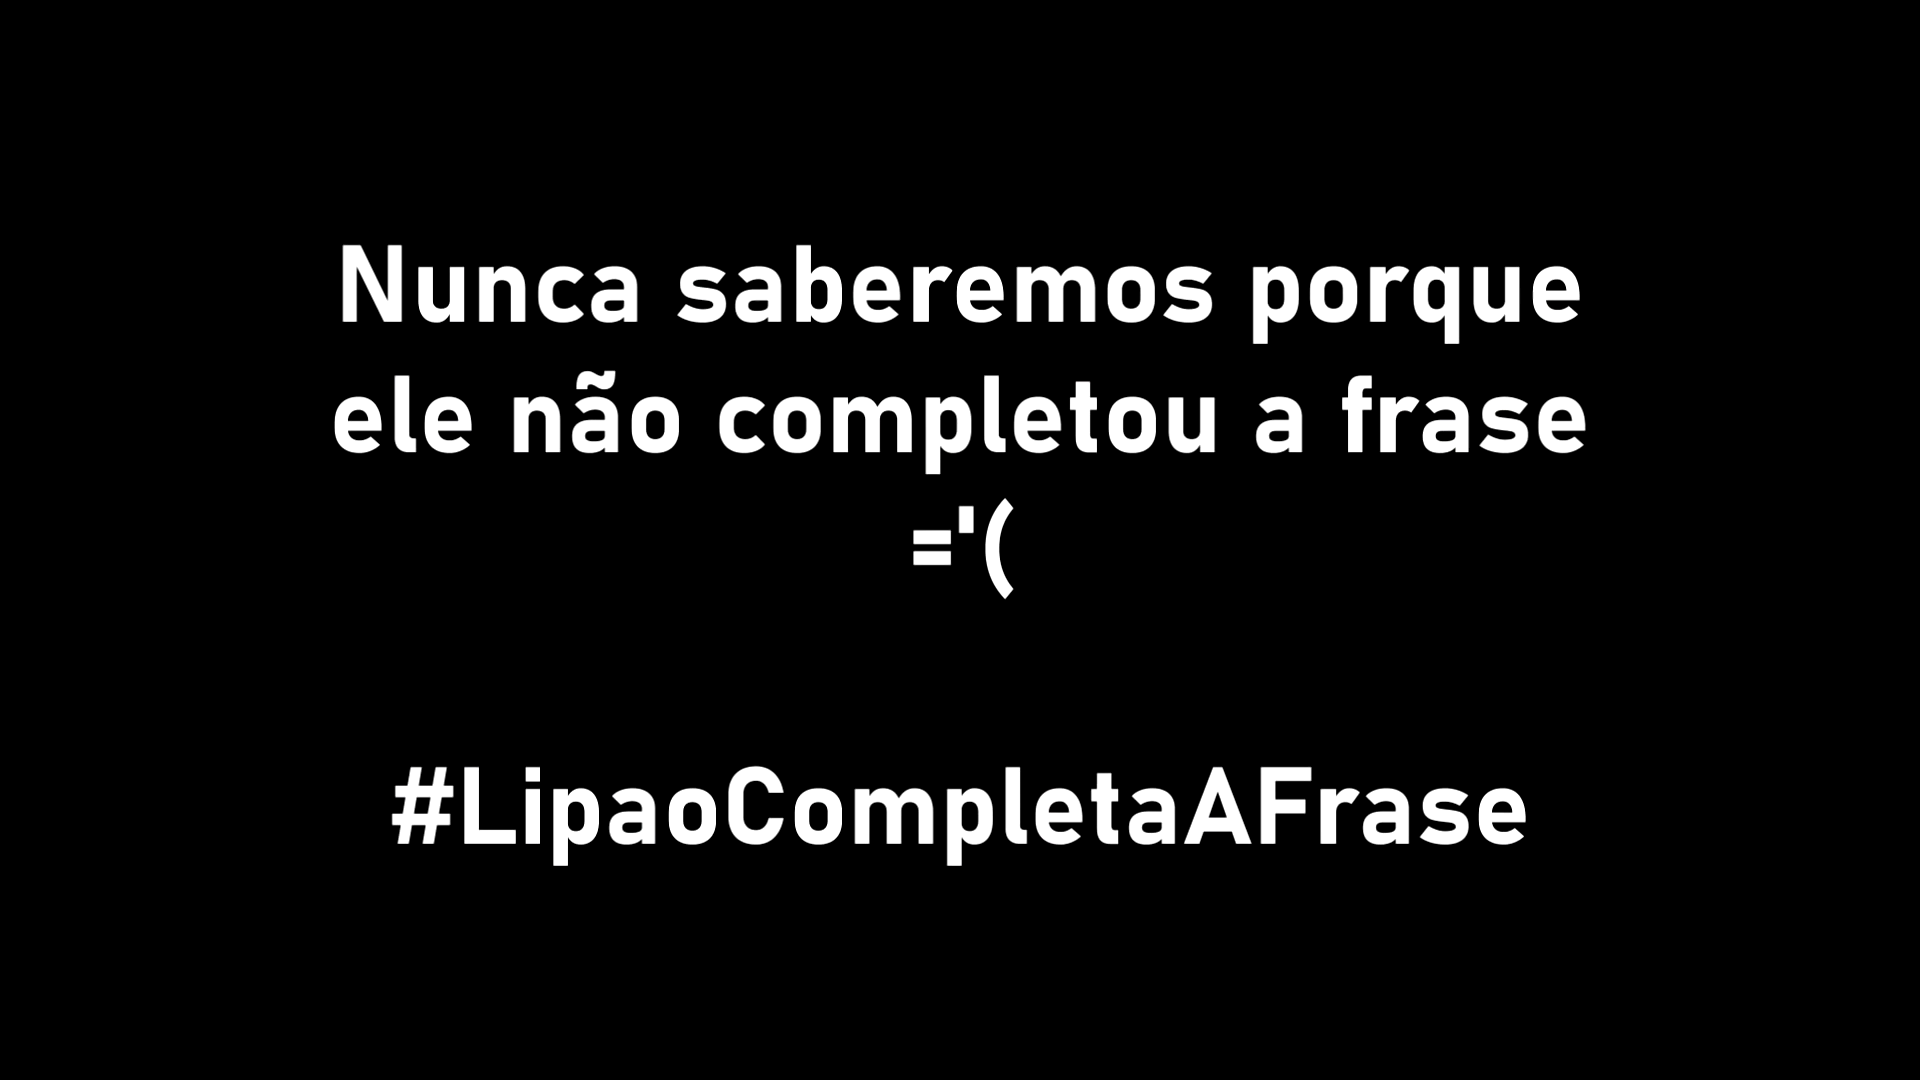 Nunca saberemos porque
ele não completou a frase
='(
#LipaoCompletaAFrase